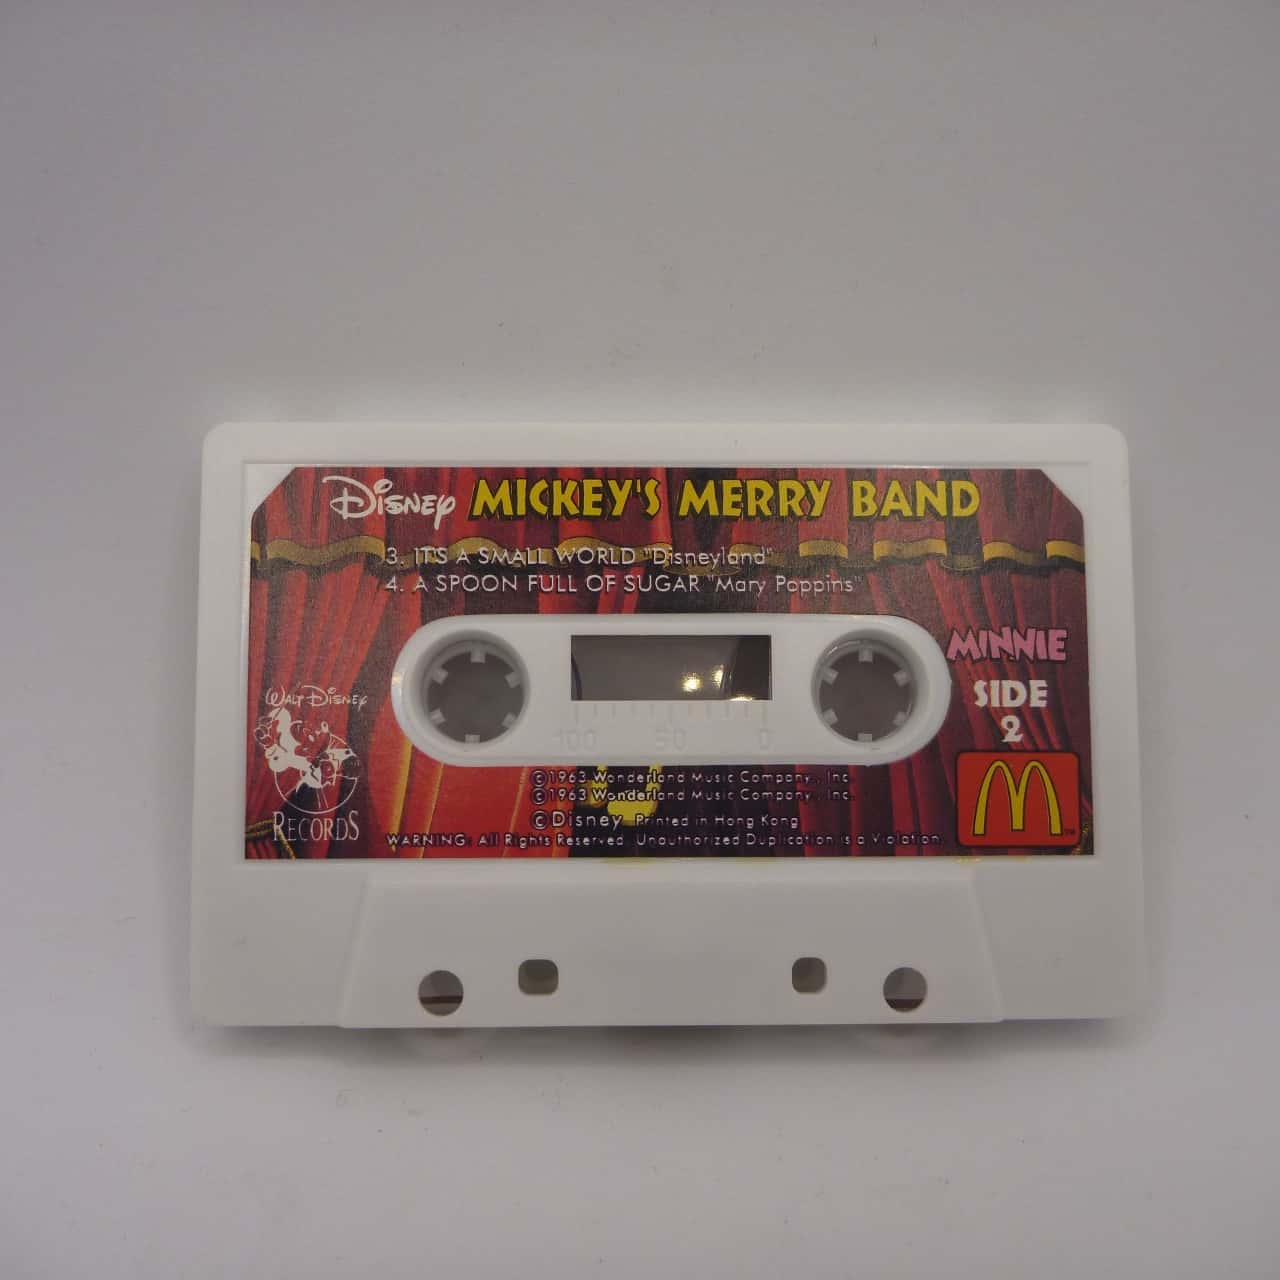 Disney MICKEY'S MERRY BAND
3. IT'S A SMALL WORLD "Disneyland"
4. A SPOON FULL OF SUGAR "Mary Poppins"
MINNIE
SIDE
2
WALT DISNEY
RECORDS
100 50 0
M™
©1963 Wonderland Music Company., Inc.
©1963 Wonderland Music Company., Inc.
©Disney Printed in Hong Kong
WARNING: All Rights Reserved. Unauthorized Duplication is a Violation.